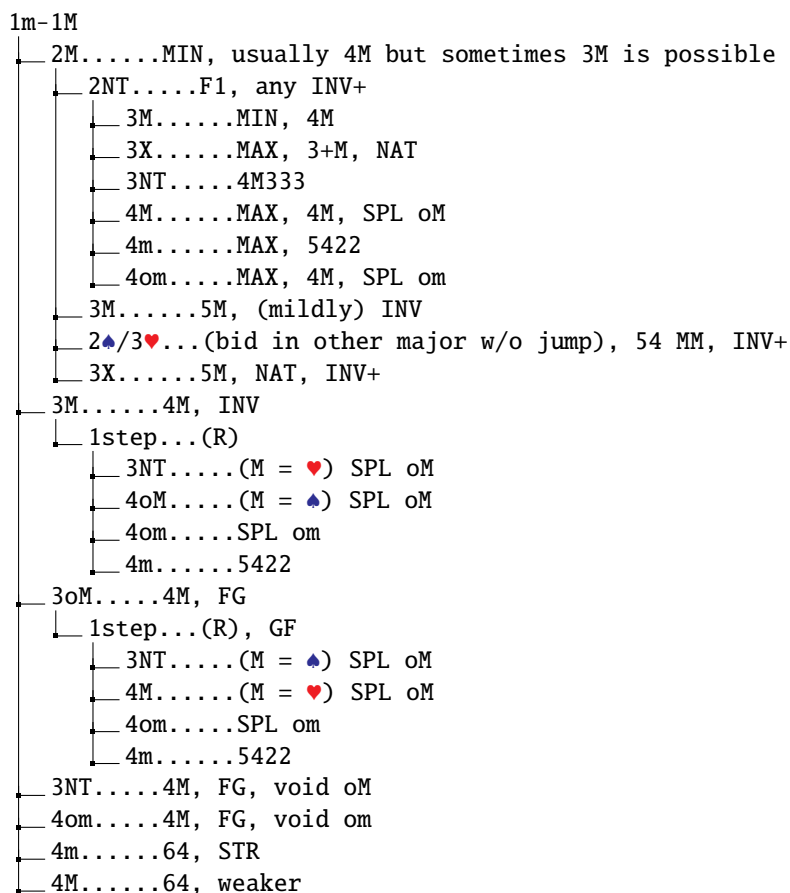 1m-1M
2M......MIN, usually 4M but sometimes 3M is possible
2NT.....F1, any INV+
3M......MIN, 4M
3X......MAX, 3+M, NAT
3NT.....4M333
4M......MAX, 4M, SPL oM
4m......MAX, 5422
4om.....MAX, 4M, SPL om
3M......5M, (mildly) INV
2♠/3♥...(bid in other major w/o jump), 54 MM, INV+
3X......5M, NAT, INV+
3M......4M, INV
1step...(R)
3NT.....(M = ♥) SPL oM
4oM.....(M = ♠) SPL oM
4om.....SPL om
4m......5422
3oM.....4M, FG
1step...(R), GF
3NT.....(M = ♠) SPL oM
4M......(M = ♥) SPL oM
4om.....SPL om
4m......5422
3NT.....4M, FG, void oM
4om.....4M, FG, void om
4m......64, STR
4M......64, weaker